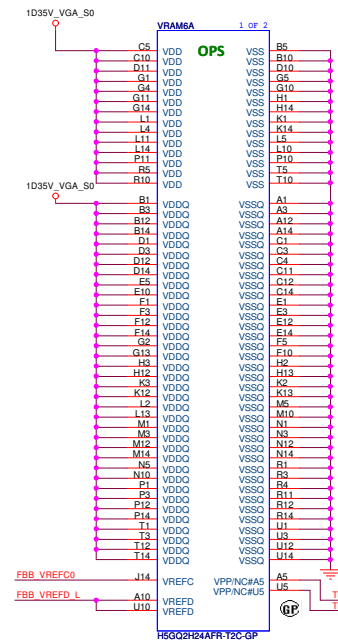 1D35V_VGA_S0
VRAM6A 1 OF 2
OPS
C5 VDD VSS B5
C10 VDD VSS B10
D11 VDD VSS D10
G1 VDD VSS G5
G4 VDD VSS G10
G11 VDD VSS H1
G14 VDD VSS H14
L1 VDD VSS K1
L4 VDD VSS K14
L11 VDD VSS L5
L14 VDD VSS L10
P11 VDD VSS P10
R5 VDD VSS T5
R10 VDD VSS T10
1D35V_VGA_S0
B1 VDDQ VSSQ A1
B3 VDDQ VSSQ A3
B12 VDDQ VSSQ A12
B14 VDDQ VSSQ A14
D1 VDDQ VSSQ C1
D3 VDDQ VSSQ C3
D12 VDDQ VSSQ C4
D14 VDDQ VSSQ C11
E5 VDDQ VSSQ C12
E10 VDDQ VSSQ C14
F1 VDDQ VSSQ E1
F3 VDDQ VSSQ E3
F12 VDDQ VSSQ E12
F14 VDDQ VSSQ E14
G2 VDDQ VSSQ F5
G13 VDDQ VSSQ F10
H3 VDDQ VSSQ H2
H12 VDDQ VSSQ H13
K3 VDDQ VSSQ K2
K12 VDDQ VSSQ K13
L2 VDDQ VSSQ M5
L13 VDDQ VSSQ M10
M1 VDDQ VSSQ N1
M3 VDDQ VSSQ N3
M12 VDDQ VSSQ N12
M14 VDDQ VSSQ N14
N5 VDDQ VSSQ R1
N10 VDDQ VSSQ R3
P1 VDDQ VSSQ R4
P3 VDDQ VSSQ R11
P12 VDDQ VSSQ R12
P14 VDDQ VSSQ R14
T1 VDDQ VSSQ U1
T3 VDDQ VSSQ U3
T12 VDDQ VSSQ U12
T14 VDDQ VSSQ U14
FBB_VREFC0 J14 VREFC VPP/NC#A5 A5
VPP/NC#U5 U5
FBB_VREFD_L A10 VREFD
U10 VREFD
GP
H5GQ2H24AFR-T2C-GP